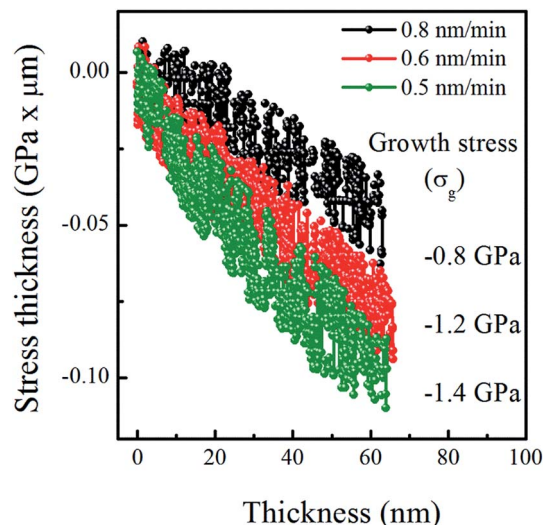 0.8 nm/min
0.6 nm/min
0.5 nm/min
Growth stress
(σg)
-0.8 GPa
-1.2 GPa
-1.4 GPa
0.00
-0.05
-0.10
Stress thickness (GPa x µm)
0 20 40 60 80 100
Thickness (nm)